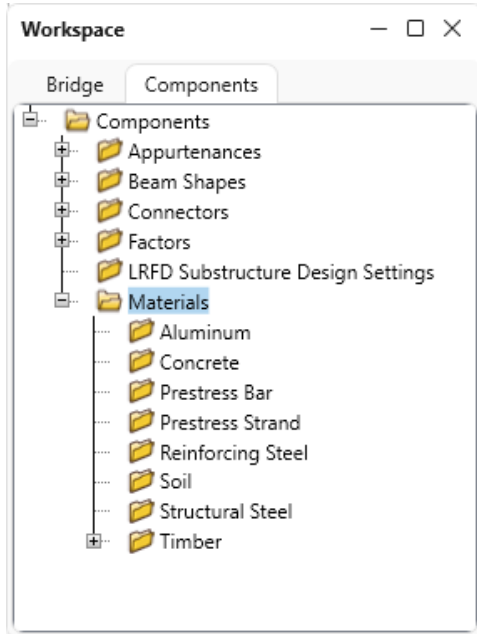 Workspace
Bridge Components
Components
Appurtenances
Beam Shapes
Connectors
Factors
LRFD Substructure Design Settings
Materials
Aluminum
Concrete
Prestress Bar
Prestress Strand
Reinforcing Steel
Soil
Structural Steel
Timber